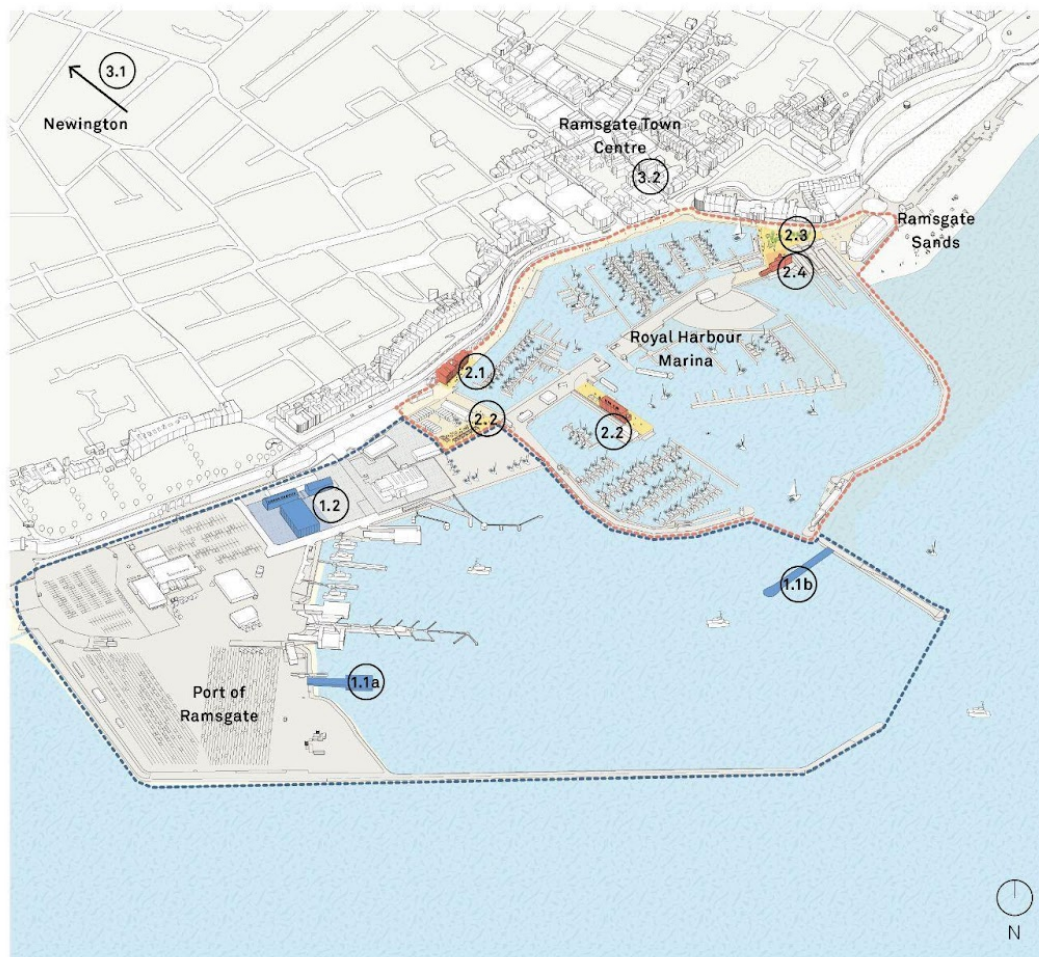 3.1
Newington
Ramsgate Town
Centre
3.2
Ramsgate
Sands
2.3
2.4
Royal Harbour
Marina
2.1
2.2
2.2
1.2
1.1b
1.1a
Port of
Ramsgate
N